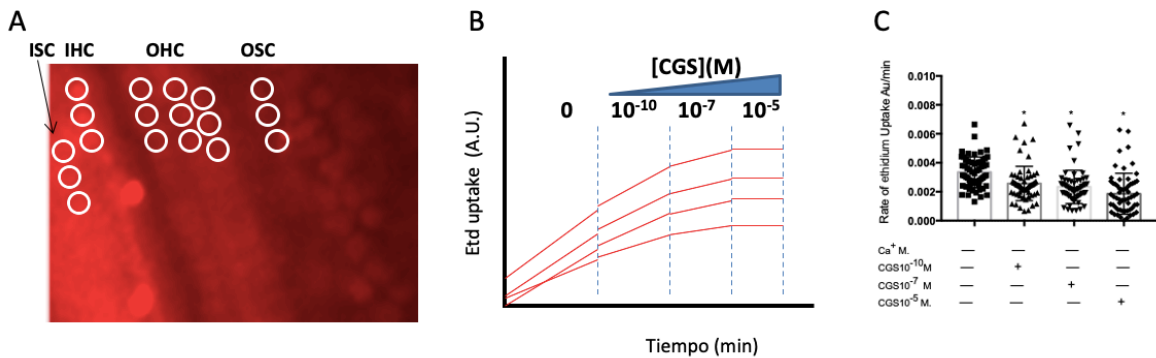 A
ISC IHC OHC OSC
B
[CGS](M)
0 10⁻¹⁰ 10⁻⁷ 10⁻⁵
Etd uptake (A.U.)
Tiempo (min)
C
Rate of ethidium Uptake Au/min
0.010
0.008
0.006
0.004
0.002
0.000
* * *
Ca⁺ M. — — — —
CGS10⁻¹⁰M — + — —
CGS10⁻⁷ M — — + —
CGS10⁻⁵ M. — — — +